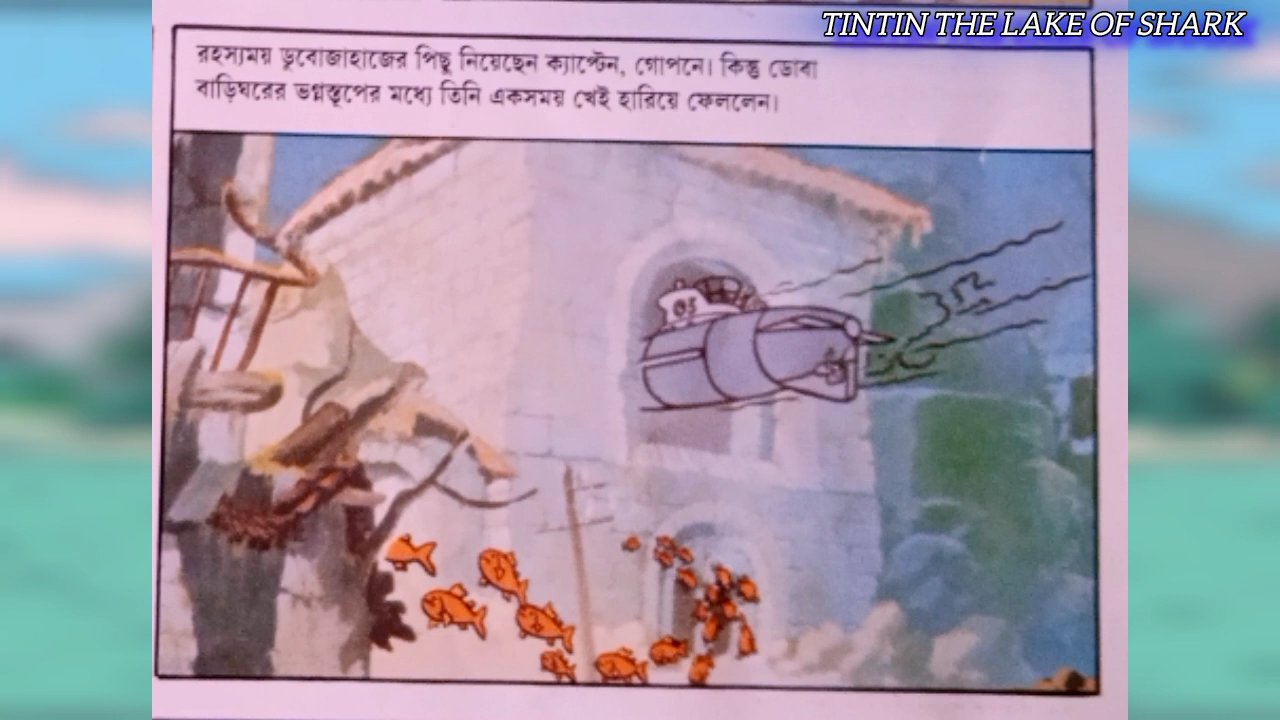 TINTIN THE LAKE OF SHARK
রহস্যময় ডুবোজাহাজের পিছু নিয়েছেন ক্যাপ্টেন, গোপনে। কিন্তু ডোবা
বাড়িঘরের ভগ্নস্তূপের মধ্যে তিনি একসময় খেই হারিয়ে ফেললেন।